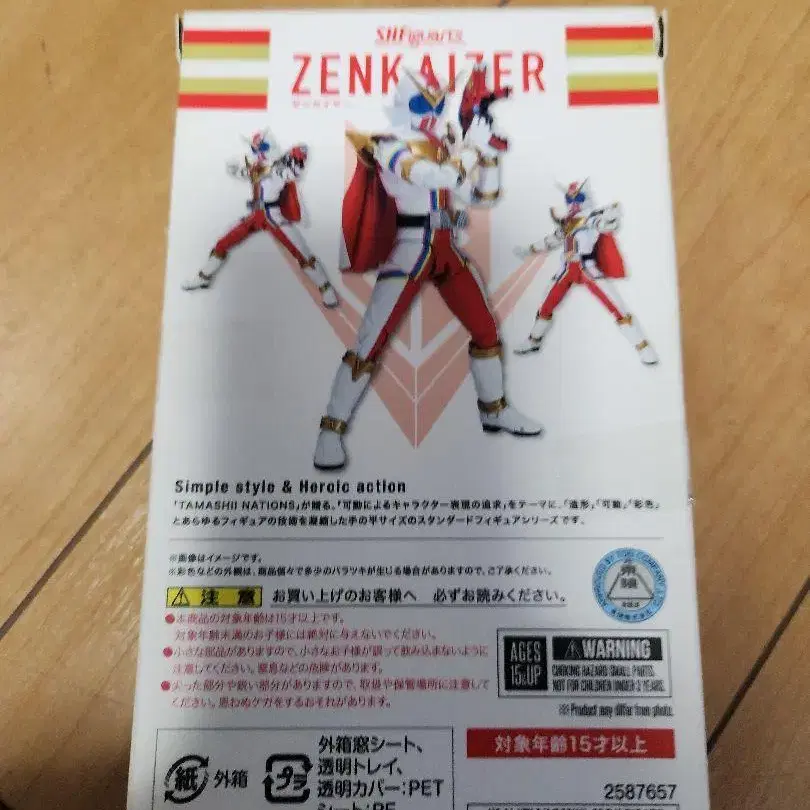 S.H.Figuarts
ZENKAIZER
ゼンカイザー
Simple style & Heroic action
「TAMASHII NATIONS」が贈る、「可動によるキャラクター表現の追求」をテーマに、「造形」、「可動」、「彩色」
とあらゆるフィギュアの技術を凝縮した手の平サイズのスタンダードフィギュアシリーズです。
※画像はイメージです。
※彩色などの外観は、商品個々で多少のバラツキが生じる場合がありますので、ご了承ください。
注意 お買い上げのお客様へ 必ずお読みください。
●本商品の対象年齢は15才以上です。
対象年齢未満のお子様には絶対に与えないでください。
●小さな部品がありますので、小さなお子様が誤って飲み込まないように
注意してください。窒息などの危険があります。
●尖った部分や鋭い部分がありますので、取扱や保管場所に注意して
ください。思わぬケガをするおそれがあります。
東映
AGES
15&UP
WARNING
CHOKING HAZARD-SMALL PARTS.
NOT FOR CHILDREN UNDER 3 YEARS.
※Product may differ from photo.
対象年齢15才以上
紙 外箱
プラ
外箱窓シート、
透明トレイ、
透明カバー:PET
シート:PE
2587657